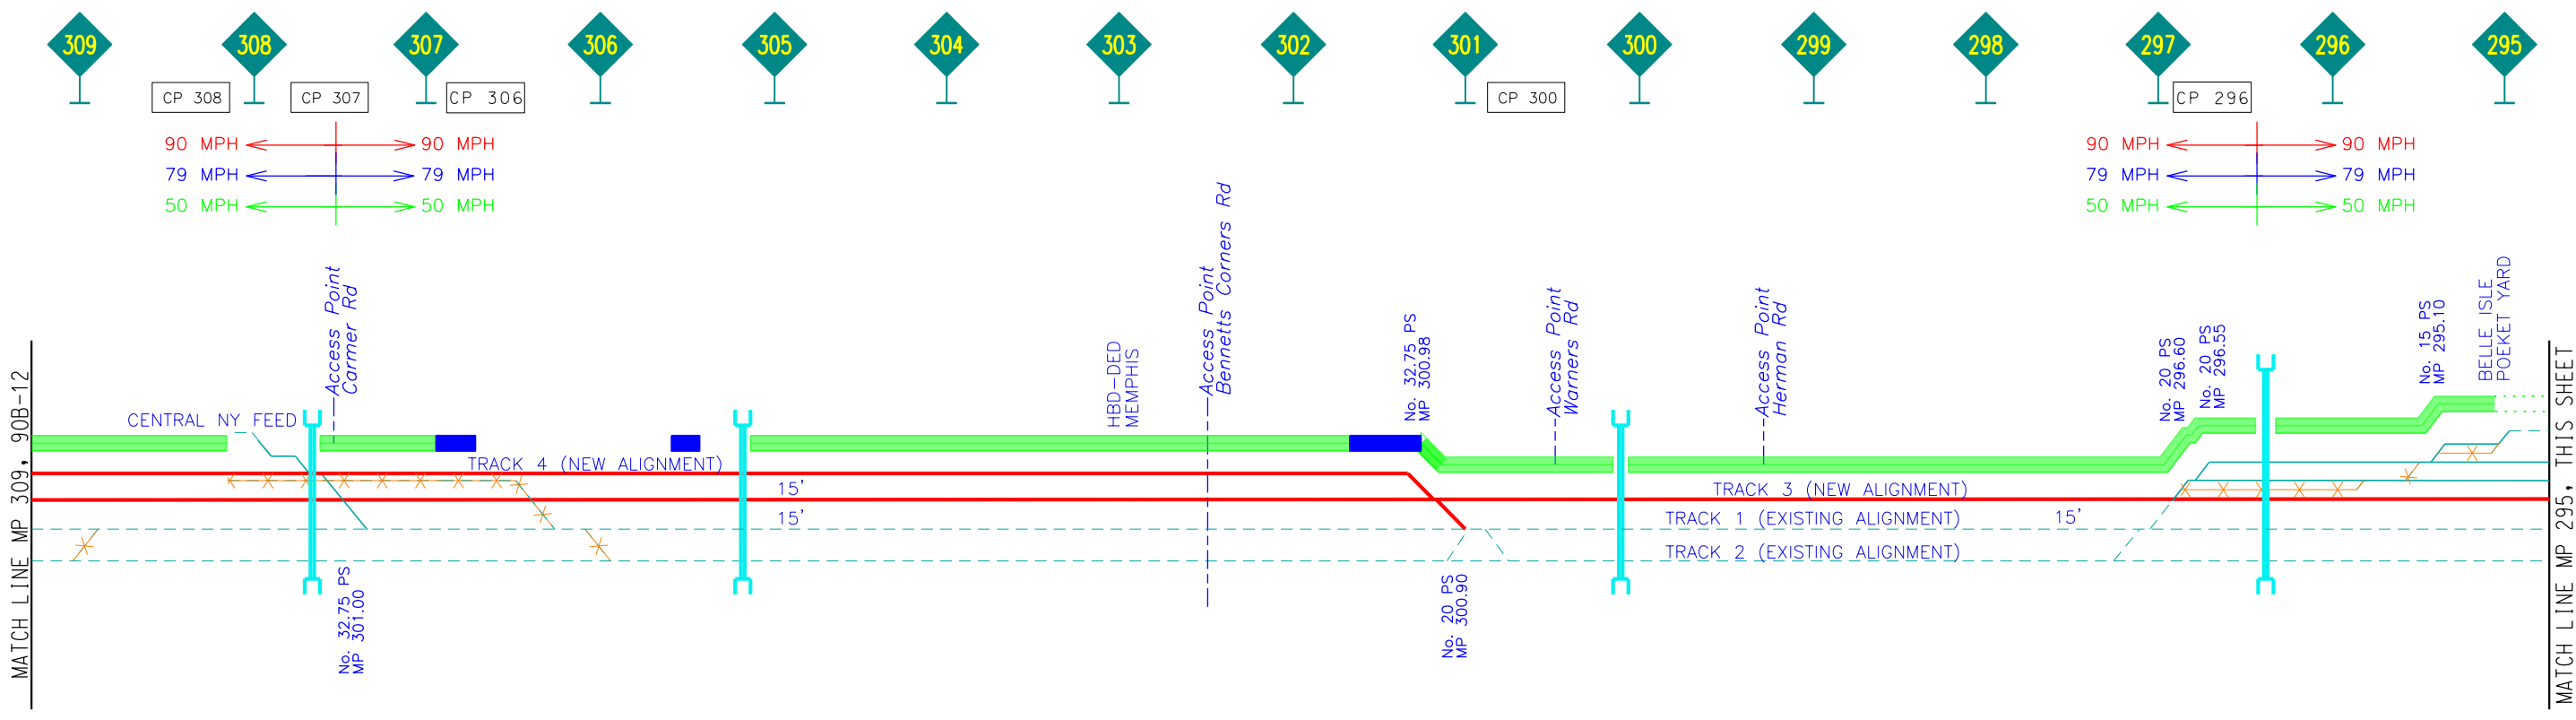 309
308
307
306
305
304
303
302
301
300
299
298
297
296
295
CP 308
CP 307
CP 306
CP 300
CP 296
90 MPH
90 MPH
79 MPH
79 MPH
50 MPH
50 MPH
90 MPH
90 MPH
79 MPH
79 MPH
50 MPH
50 MPH
MATCH LINE MP 309, 90B-12
CENTRAL NY FEED
Access Point
Carmer Rd
TRACK 4 (NEW ALIGNMENT)
No. 32.75 PS
MP 301.00
15'
15'
HBD-DED
MEMPHIS
Access Point
Bennetts Corners Rd
No. 32.75 PS
MP 300.98
No. 20 PS
MP 300.90
Access Point
Warners Rd
Access Point
Herman Rd
TRACK 3 (NEW ALIGNMENT)
TRACK 1 (EXISTING ALIGNMENT)
15'
TRACK 2 (EXISTING ALIGNMENT)
No. 20 PS
MP 296.60
No. 20 PS
MP 296.55
No. 15 PS
MP 295.10
BELLE ISLE
POEKET YARD
MATCH LINE MP 295, THIS SHEET